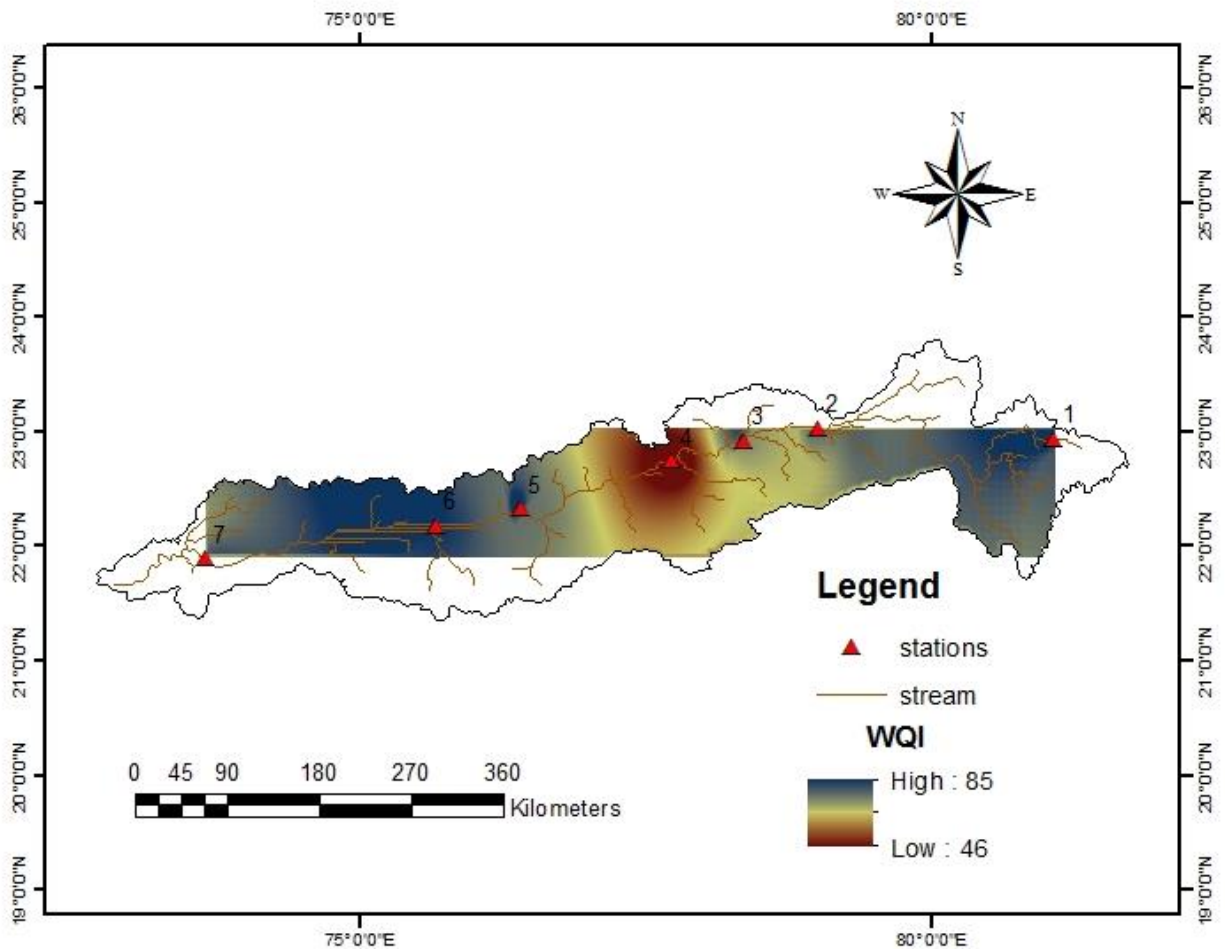 75°0'0"E 80°0'0"E
26°0'0"N 26°0'0"N
N
25°0'0"N 25°0'0"N
W E
S
24°0'0"N 24°0'0"N
23°0'0"N 23°0'0"N
1
2
3
4
5
6
7
22°0'0"N 22°0'0"N
Legend
stations
21°0'0"N 21°0'0"N
stream
WQI
0 45 90 180 270 360
Kilometers
20°0'0"N 20°0'0"N
High : 85
Low : 46
19°0'0"N 19°0'0"N
75°0'0"E 80°0'0"E